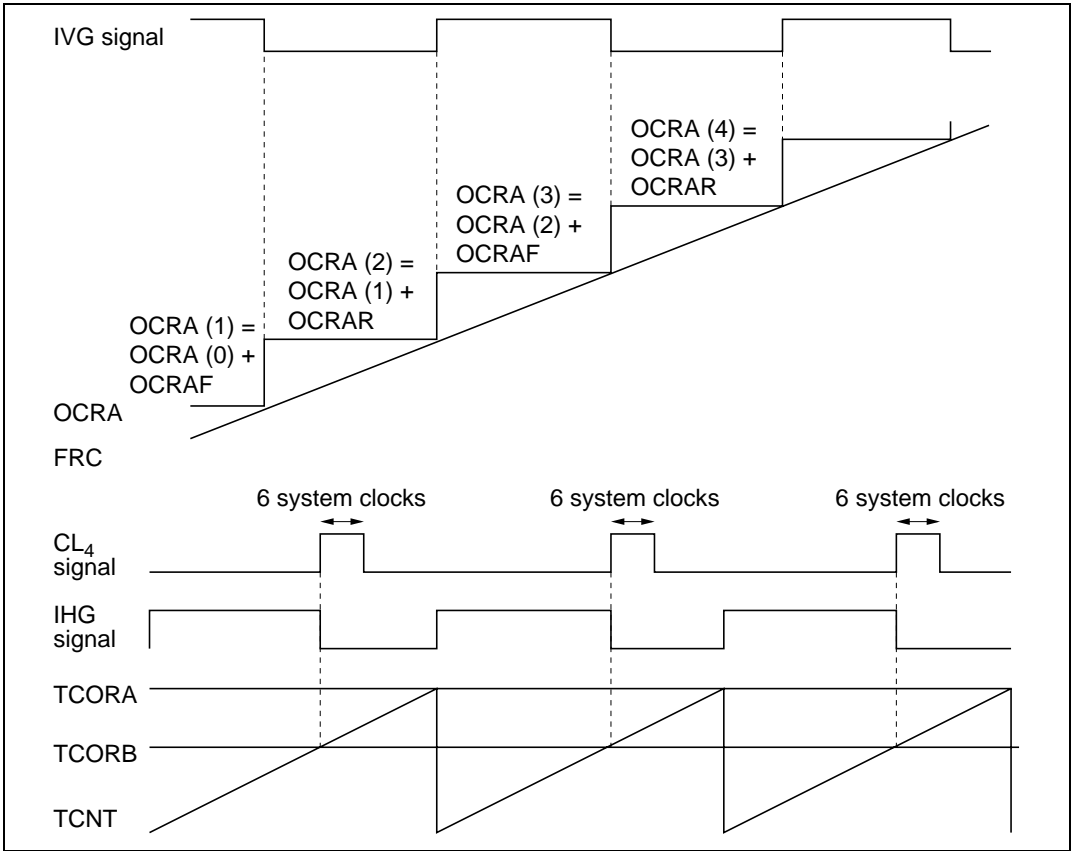 IVG signal
OCRA (4) =
OCRA (3) +
OCRAR
OCRA (3) =
OCRA (2) +
OCRAF
OCRA (2) =
OCRA (1) +
OCRAR
OCRA (1) =
OCRA (0) +
OCRAF
OCRA
FRC
6 system clocks 6 system clocks 6 system clocks
CL4
signal
IHG
signal
TCORA
TCORB
TCNT